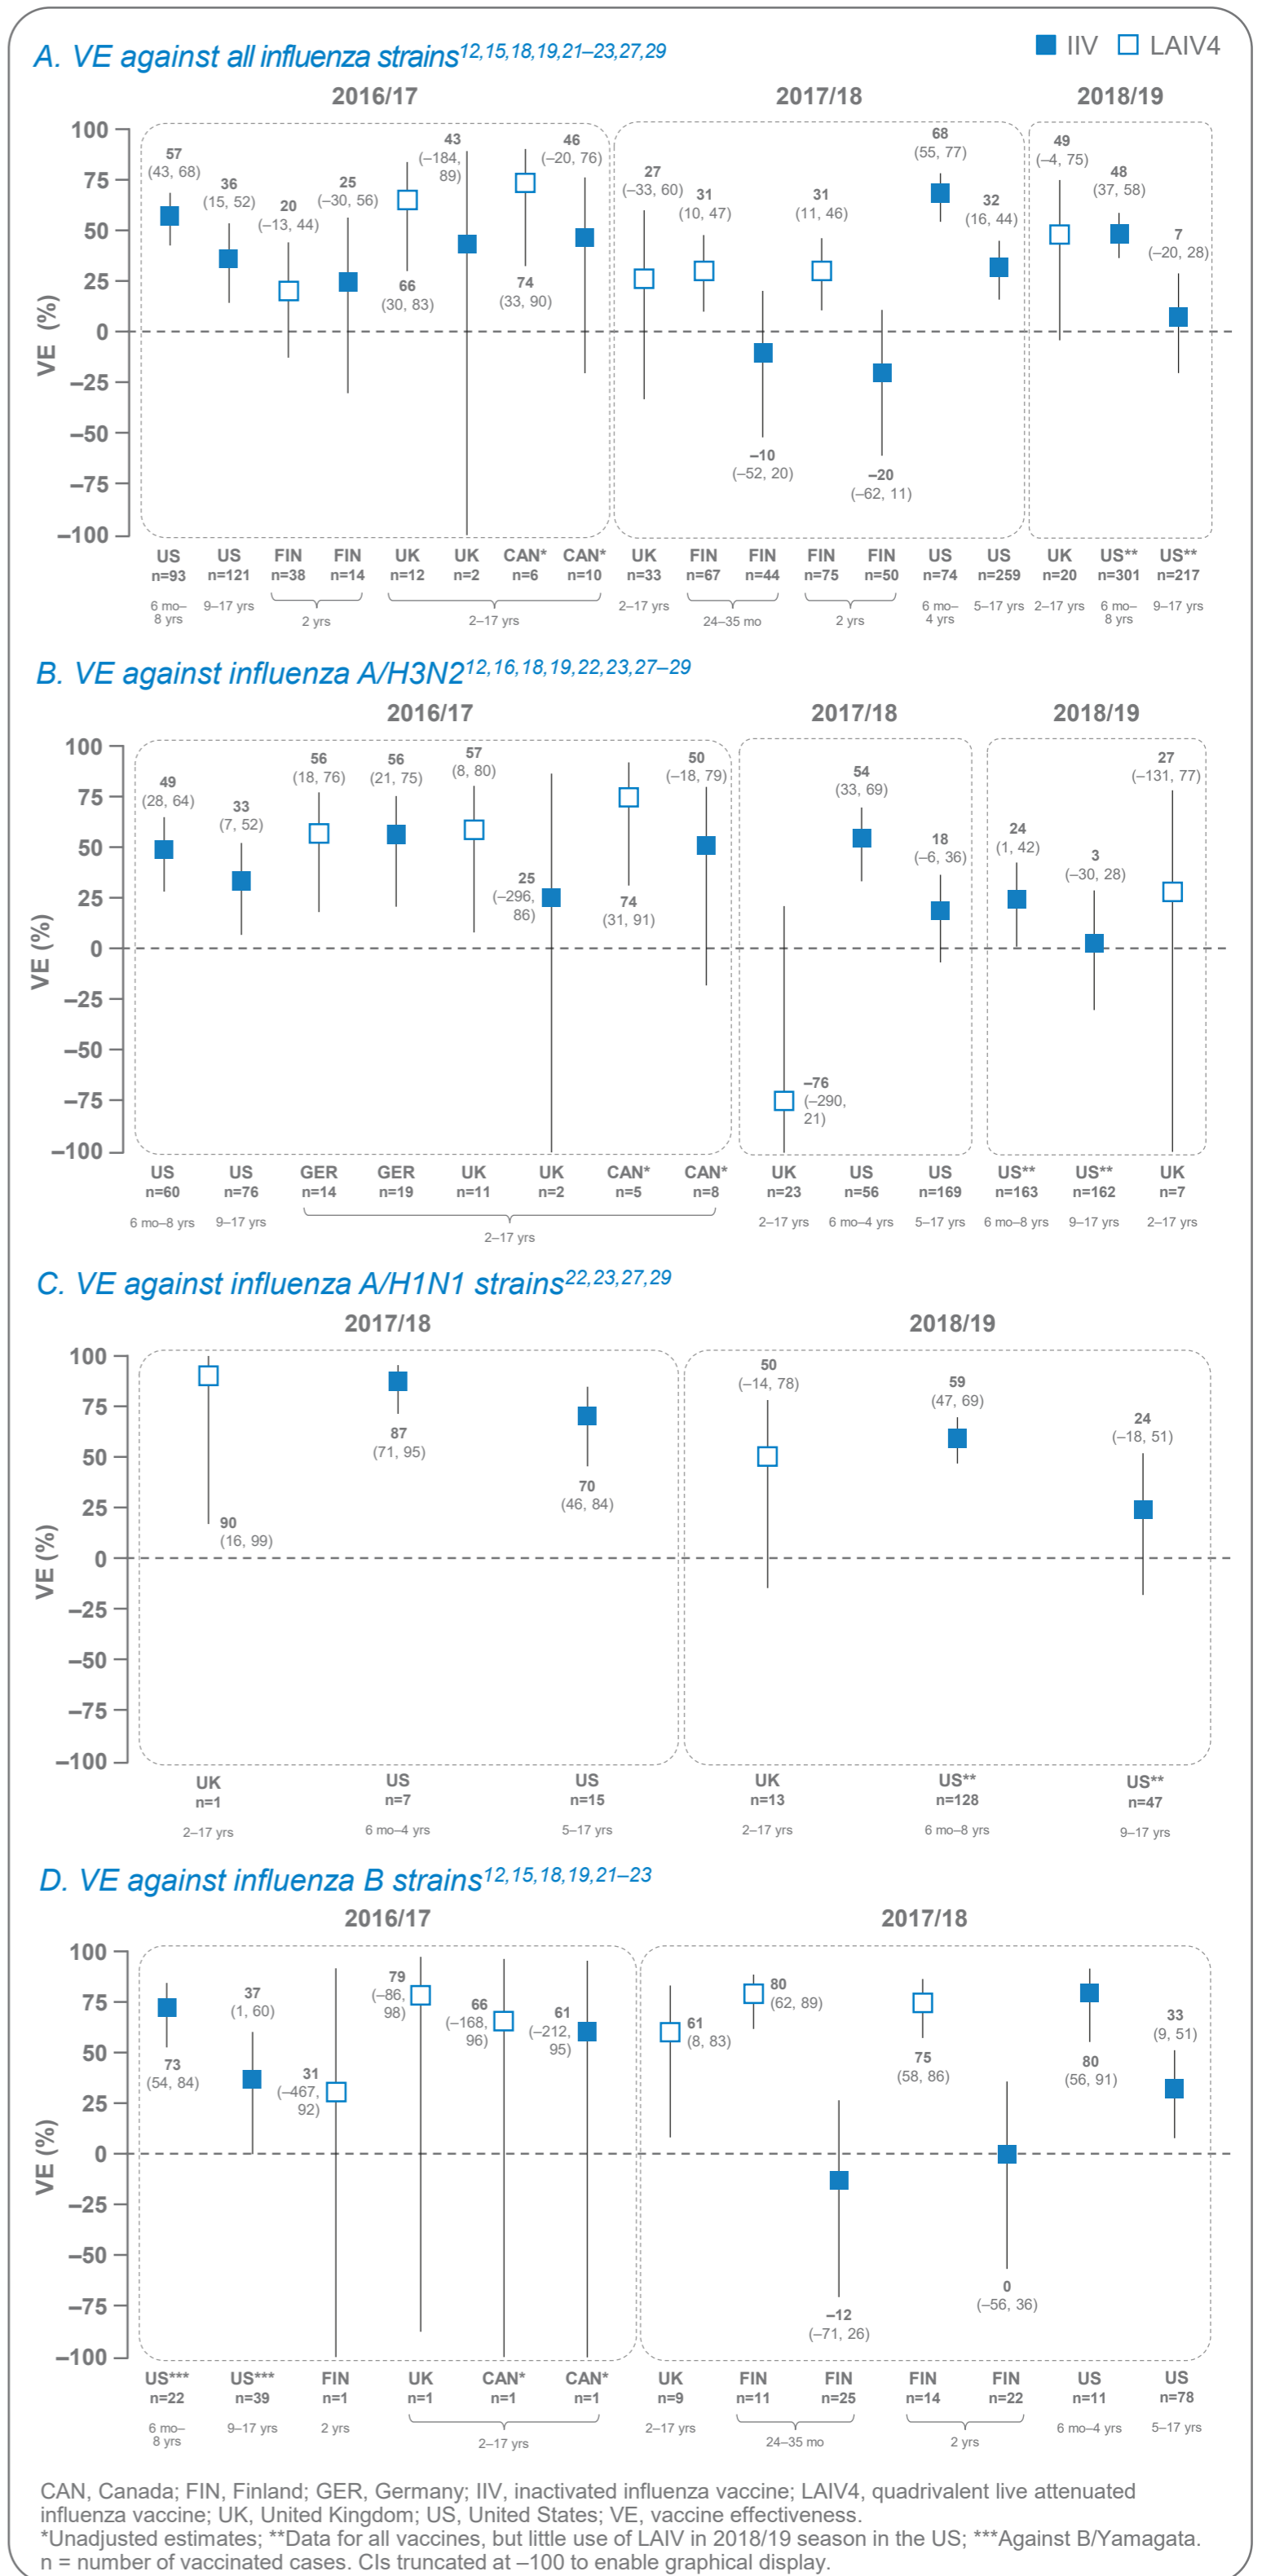 A. VE against all influenza strains12,15,18,19,21–23,27,29
IIV LAIV4
2016/17 2017/18 2018/19
VE (%)
100
75
50
25
0
–25
–50
–75
–100
57
(43, 68)
36
(15, 52)
20
(–13, 44)
25
(–30, 56)
66
(30, 83)
43
(–184,
89)
74
(33, 90)
46
(–20, 76)
27
(–33, 60)
31
(10, 47)
–10
(–52, 20)
31
(11, 46)
–20
(–62, 11)
68
(55, 77)
32
(16, 44)
49
(–4, 75)
48
(37, 58)
7
(–20, 28)
US US FIN FIN UK UK CAN* CAN* UK FIN FIN FIN FIN US US UK US** US**
n=93 n=121 n=38 n=14 n=12 n=2 n=6 n=10 n=33 n=67 n=44 n=75 n=50 n=74 n=259 n=20 n=301 n=217
6 mo–
8 yrs
9–17 yrs
2 yrs
2–17 yrs
2–17 yrs
24–35 mo
2 yrs
6 mo–
4 yrs
5–17 yrs
2–17 yrs
6 mo–
8 yrs
9–17 yrs
B. VE against influenza A/H3N212,16,18,19,22,23,27–29
2016/17 2017/18 2018/19
VE (%)
100
75
50
25
0
–25
–50
–75
–100
49
(28, 64)
33
(7, 52)
56
(18, 76)
56
(21, 75)
57
(8, 80)
25
(–296,
86)
74
(31, 91)
50
(–18, 79)
–76
(–290,
21)
54
(33, 69)
18
(–6, 36)
24
(1, 42)
3
(–30, 28)
27
(–131, 77)
US US GER GER UK UK CAN* CAN* UK US US US** US** UK
n=60 n=76 n=14 n=19 n=11 n=2 n=5 n=8 n=23 n=56 n=169 n=163 n=162 n=7
6 mo–8 yrs 9–17 yrs 2–17 yrs 2–17 yrs 6 mo–4 yrs 5–17 yrs 6 mo–8 yrs 9–17 yrs 2–17 yrs
C. VE against influenza A/H1N1 strains22,23,27,29
2017/18 2018/19
VE (%)
100
75
50
25
0
–25
–50
–75
–100
90
(16, 99)
87
(71, 95)
70
(46, 84)
50
(–14, 78)
59
(47, 69)
24
(–18, 51)
UK US US UK US** US**
n=1 n=7 n=15 n=13 n=128 n=47
2–17 yrs 6 mo–4 yrs 5–17 yrs 2–17 yrs 6 mo–8 yrs 9–17 yrs
D. VE against influenza B strains12,15,18,19,21–23
2016/17 2017/18
VE (%)
100
75
50
25
0
–25
–50
–75
–100
73
(54, 84)
37
(1, 60)
31
(–467,
92)
79
(–86,
98)
66
(–168,
96)
61
(–212,
95)
61
(8, 83)
80
(62, 89)
–12
(–71, 26)
75
(58, 86)
0
(–56, 36)
80
(56, 91)
33
(9, 51)
US*** US*** FIN UK CAN* CAN* UK FIN FIN FIN FIN US US
n=22 n=39 n=1 n=1 n=1 n=1 n=9 n=11 n=25 n=14 n=22 n=11 n=78
6 mo–
8 yrs
9–17 yrs
2 yrs
2–17 yrs
2–17 yrs
24–35 mo
2 yrs
6 mo–4 yrs
5–17 yrs
CAN, Canada; FIN, Finland; GER, Germany; IIV, inactivated influenza vaccine; LAIV4, quadrivalent live attenuated
influenza vaccine; UK, United Kingdom; US, United States; VE, vaccine effectiveness.
*Unadjusted estimates; **Data for all vaccines, but little use of LAIV in 2018/19 season in the US; ***Against B/Yamagata.
n = number of vaccinated cases. CIs truncated at –100 to enable graphical display.